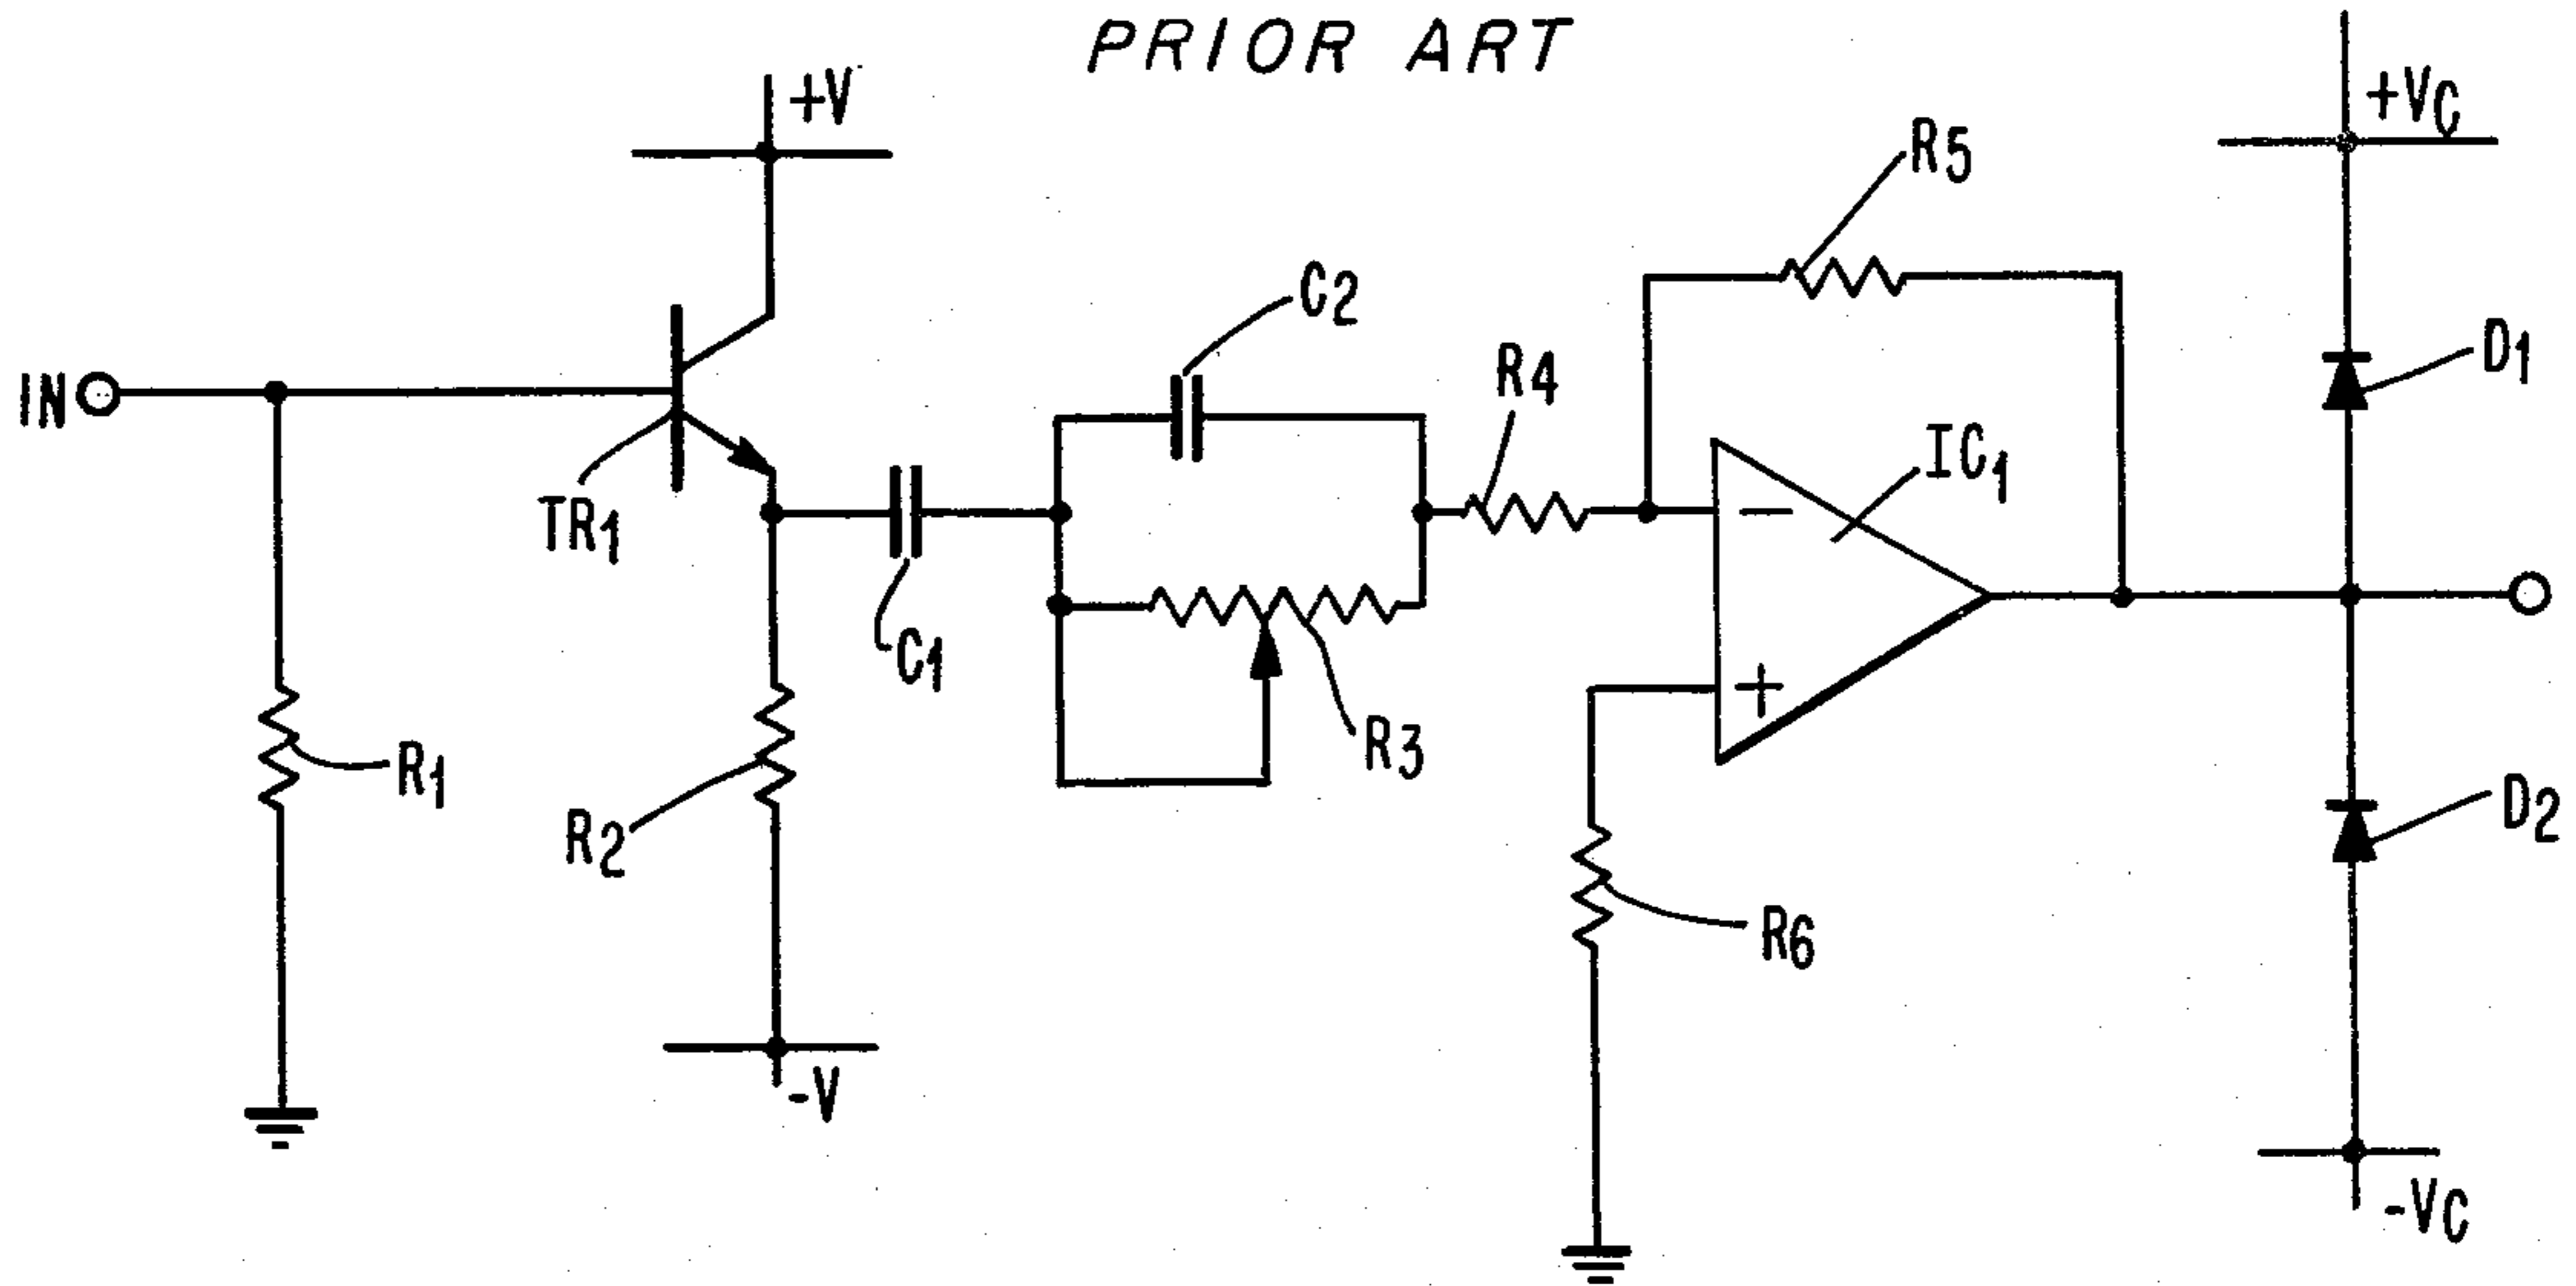 PRIOR ART
+V
+VC
R5
C2
R4
D1
IN
IC1
TR1
C1
R3
R1
R2
D2
R6
-V
-VC
-
+